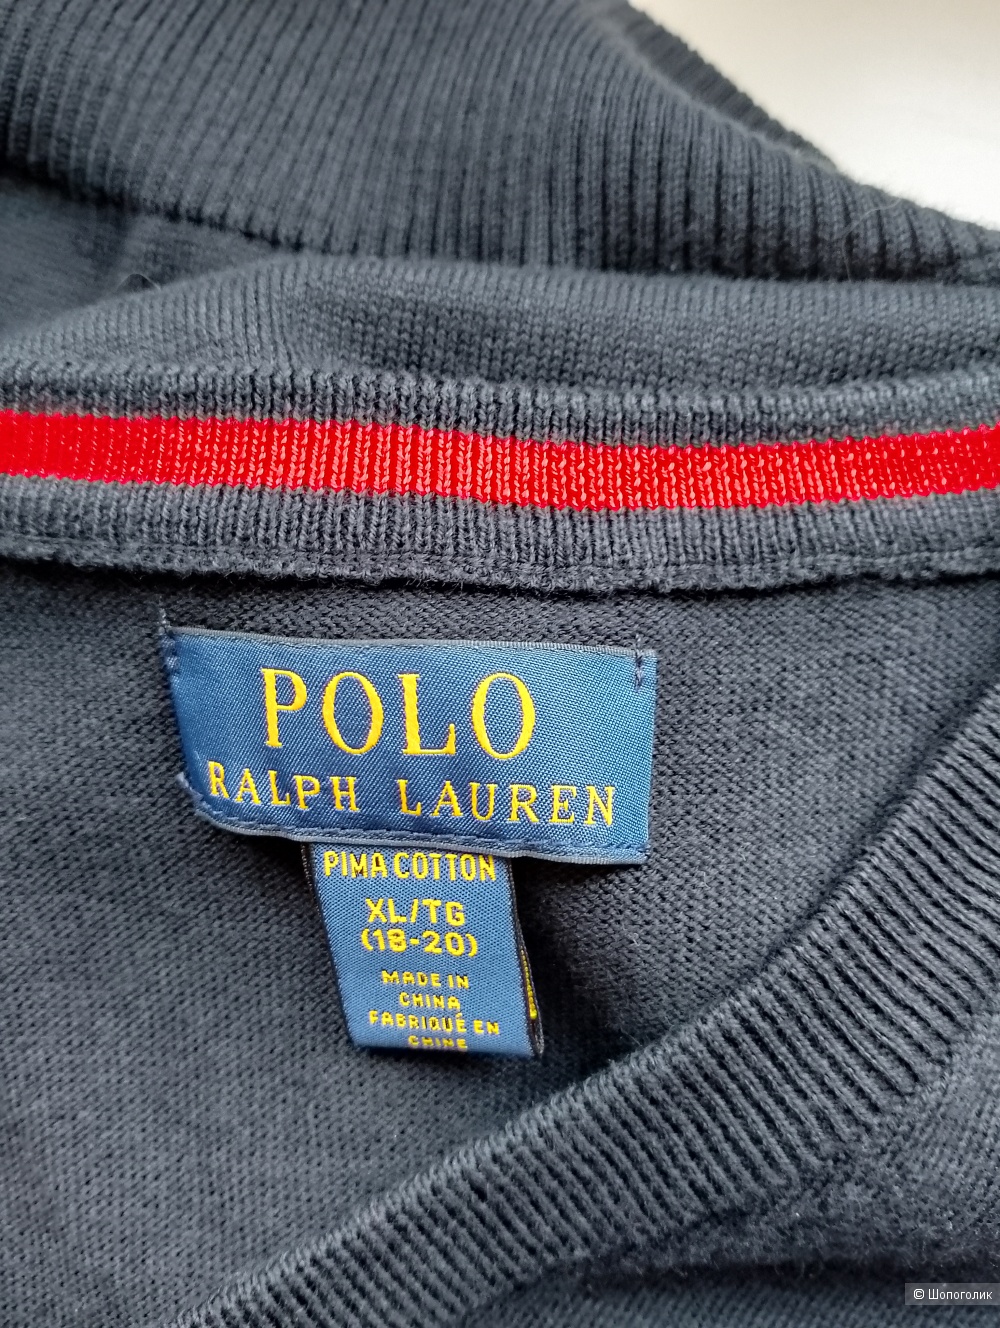 POLO
RALPH LAUREN
PIMA COTTON
XL/TG
(18-20)
MADE IN
CHINA
FABRIQUÉ EN
CHINE
© Шопоголик